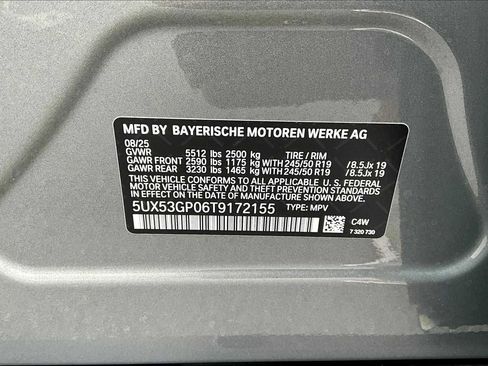 MFD BY BAYERISCHE MOTOREN WERKE AG
08/25
GVWR 5512 lbs 2500 kg TIRE / RIM
GAWR FRONT 2590 lbs 1175 kg WITH 245/50 R19 /8.5Jx 19
GAWR REAR 3230 lbs 1465 kg WITH 245/50 R19 /8.5Jx 19
THIS VEHICLE CONFORMS TO ALL APPLICABLE U.S. FEDERAL
MOTOR VEHICLE SAFETY AND THEFT PREVENTION STANDARDS
IN EFFECT ON THE DATE OF MANUFACTURE SHOWN ABOVE.
5UX53GP06T9172155 TYPE: MPV
C4W
7 320 730